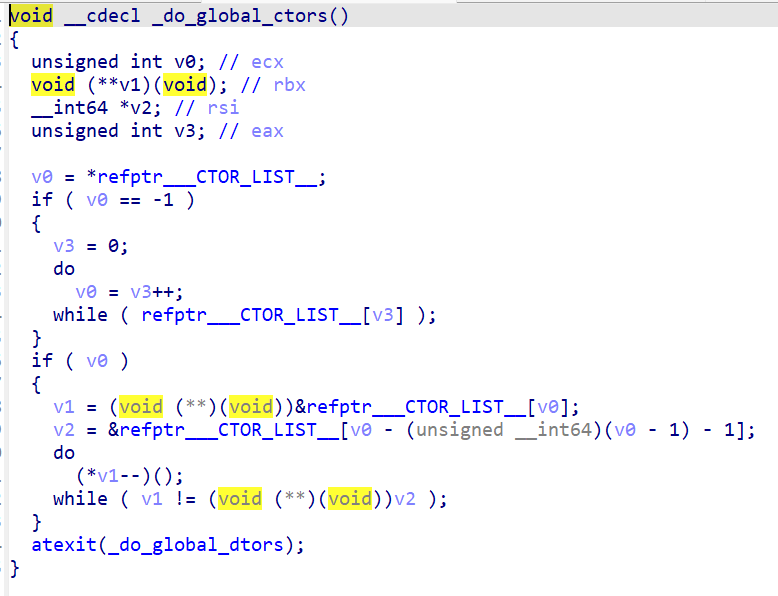 void __cdecl _do_global_ctors()
{
  unsigned int v0; // ecx
  void (**v1)(void); // rbx
  __int64 *v2; // rsi
  unsigned int v3; // eax

  v0 = *refptr___CTOR_LIST__;
  if ( v0 == -1 )
  {
    v3 = 0;
    do
      v0 = v3++;
    while ( refptr___CTOR_LIST__[v3] );
  }
  if ( v0 )
  {
    v1 = (void (**)(void))&refptr___CTOR_LIST__[v0];
    v2 = &refptr___CTOR_LIST__[v0 - (unsigned __int64)(v0 - 1) - 1];
    do
      (*v1--)();
    while ( v1 != (void (**)(void))v2 );
  }
  atexit(_do_global_dtors);
}